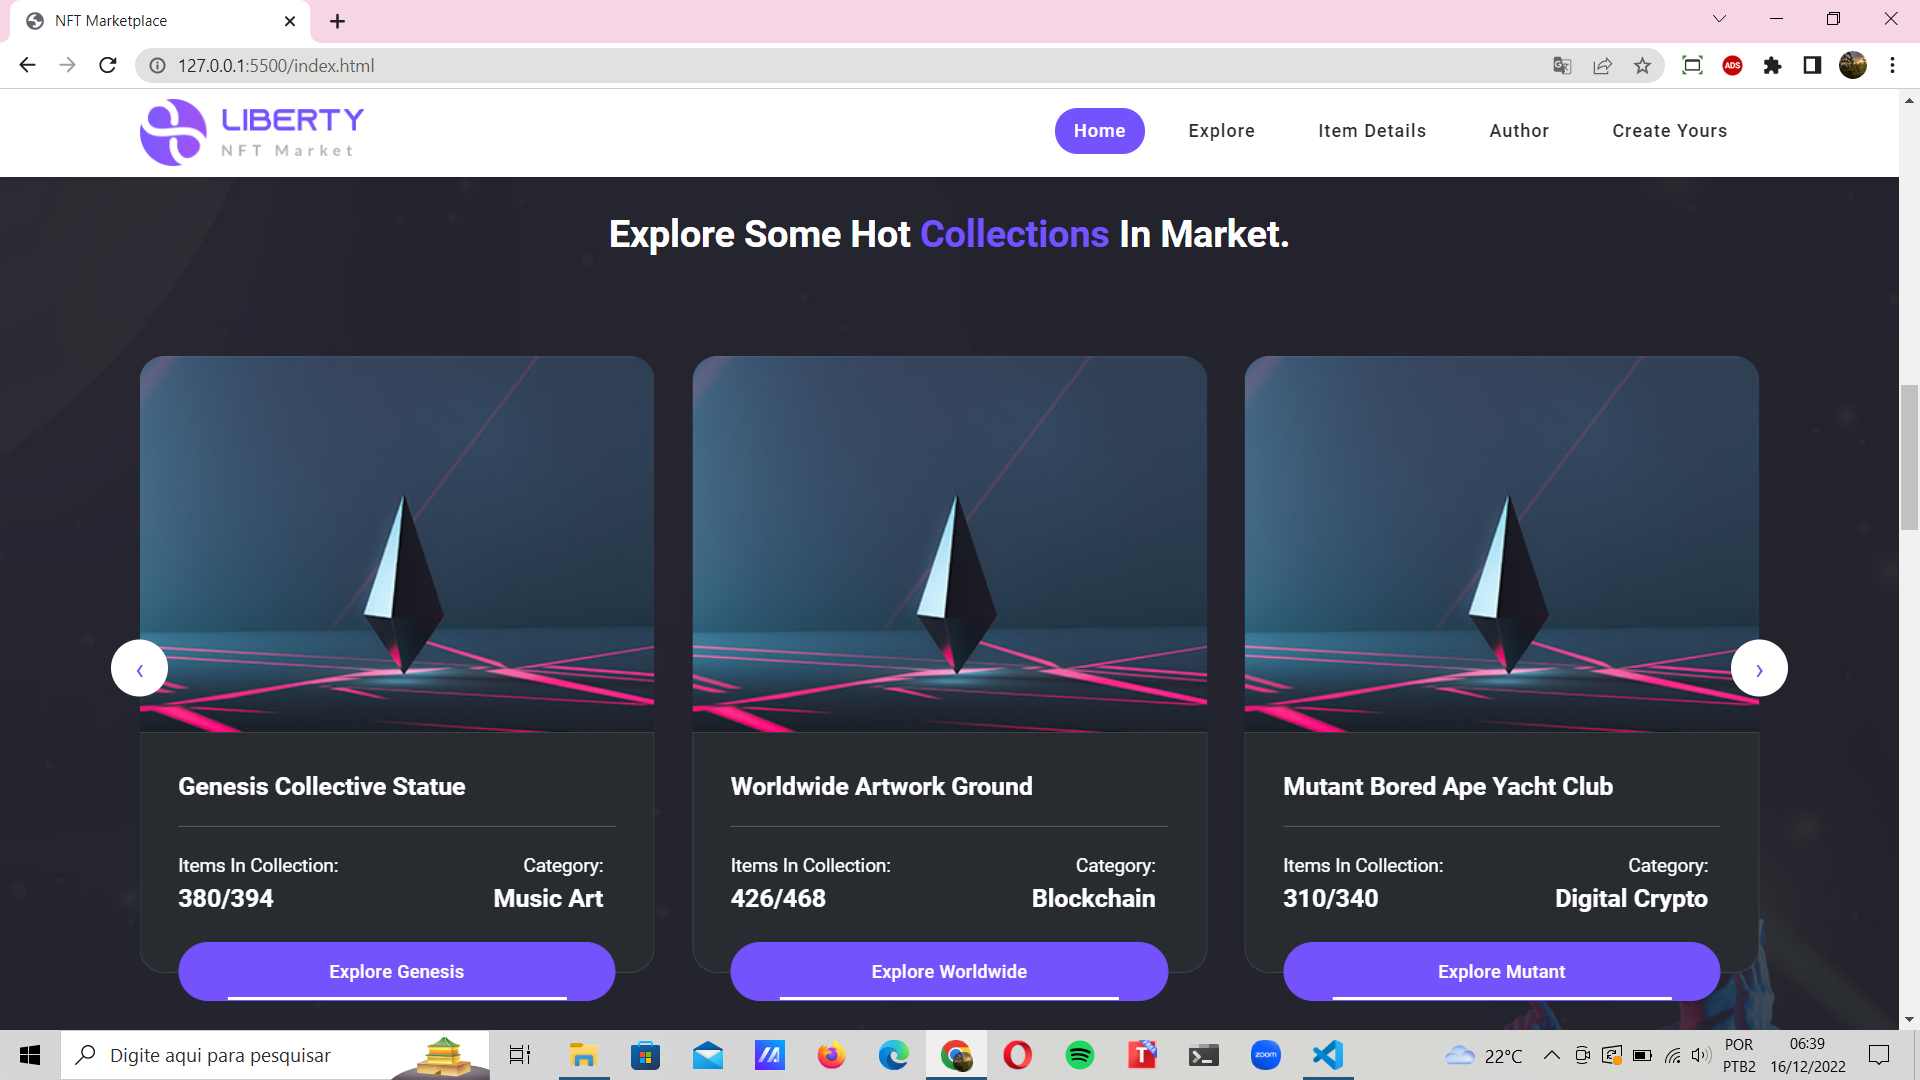 NFT Marketplace
127.0.0.1:5500/index.html
ADS
LIBERTY
NFT Market
Home Explore Item Details Author Create Yours
Explore Some Hot Collections In Market.
Genesis Collective Statue
Items In Collection: Category:
380/394 Music Art
Explore Genesis
Worldwide Artwork Ground
Items In Collection: Category:
426/468 Blockchain
Explore Worldwide
Mutant Bored Ape Yacht Club
Items In Collection: Category:
310/340 Digital Crypto
Explore Mutant
Digite aqui para pesquisar
T FREE
zoom
22°C
POR
PTB2
06:39
16/12/2022